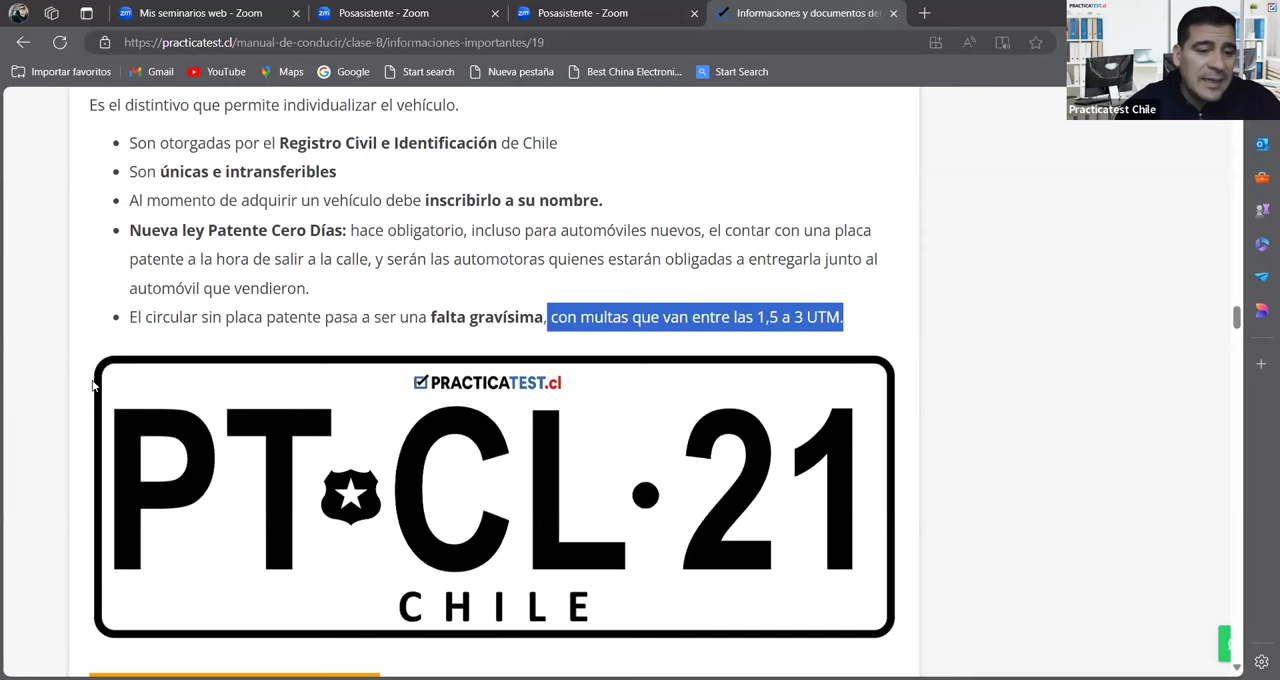 Mis seminarios web - Zoom
Posasistente - Zoom
Posasistente - Zoom
Informaciones y documentos de
https://practicatest.cl/manual-de-conducir/clase-B/informaciones-importantes/19
Importar favoritos
Gmail
YouTube
Maps
Google
Start search
Nueva pestaña
Best China Electroni...
Start Search
PRACTICATEST.cl
Practicatest Chile
Es el distintivo que permite individualizar el vehículo.
• Son otorgadas por el Registro Civil e Identificación de Chile
• Son únicas e intransferibles
• Al momento de adquirir un vehículo debe inscribirlo a su nombre.
• Nueva ley Patente Cero Días: hace obligatorio, incluso para automóviles nuevos, el contar con una placa
patente a la hora de salir a la calle, y serán las automotoras quienes estarán obligadas a entregarla junto al
automóvil que vendieron.
• El circular sin placa patente pasa a ser una falta gravísima, con multas que van entre las 1,5 a 3 UTM.
PRACTICATEST.cl
PT CL·21
CHILE